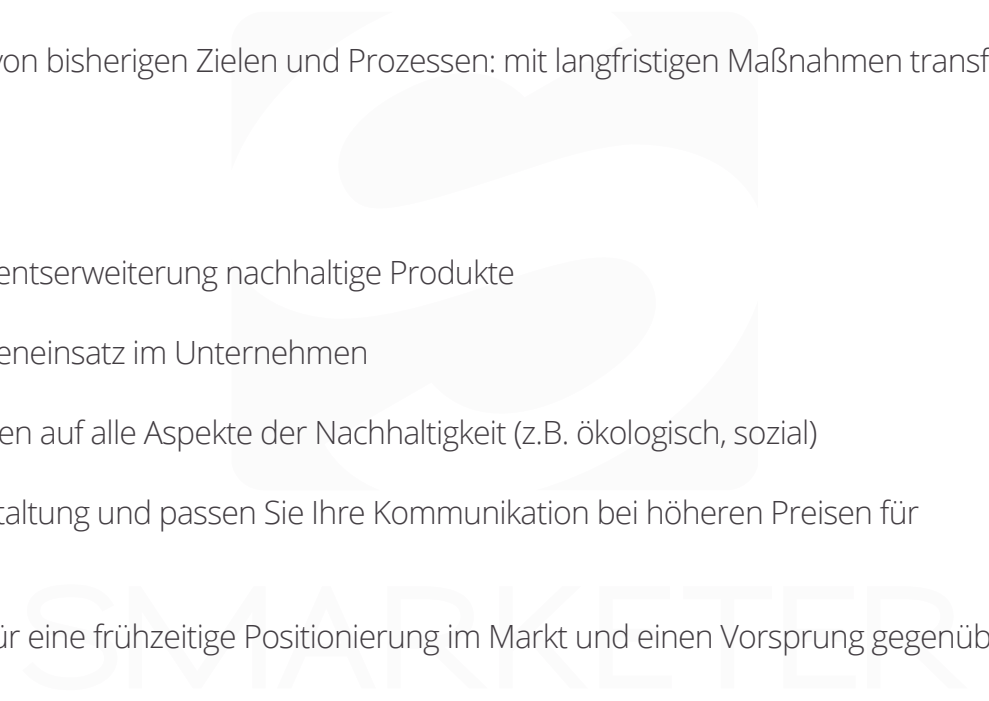 von bisherigen Zielen und Prozessen: mit langfristigen Maßnahmen transf
entserweiterung nachhaltige Produkte
eneinsatz im Unternehmen
en auf alle Aspekte der Nachhaltigkeit (z.B. ökologisch, sozial)
taltung und passen Sie Ihre Kommunikation bei höheren Preisen für
ür eine frühzeitige Positionierung im Markt und einen Vorsprung gegenüb
SMARKETER